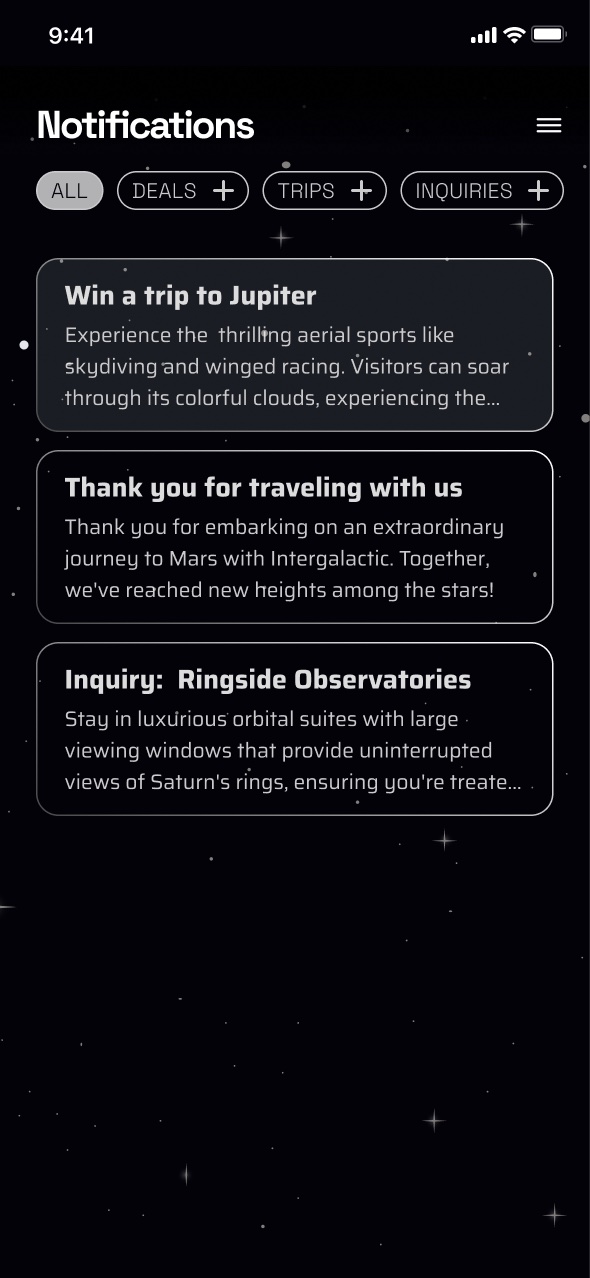 9:41
Notifications
ALL DEALS + TRIPS + INQUIRIES +
Win a trip to Jupiter
Experience the  thrilling aerial sports like
skydiving and winged racing. Visitors can soar
through its colorful clouds, experiencing the...
Thank you for traveling with us
Thank you for embarking on an extraordinary
journey to Mars with Intergalactic. Together,
we've reached new heights among the stars!
Inquiry:  Ringside Observatories
Stay in luxurious orbital suites with large
viewing windows that provide uninterrupted
views of Saturn's rings, ensuring you're treate...